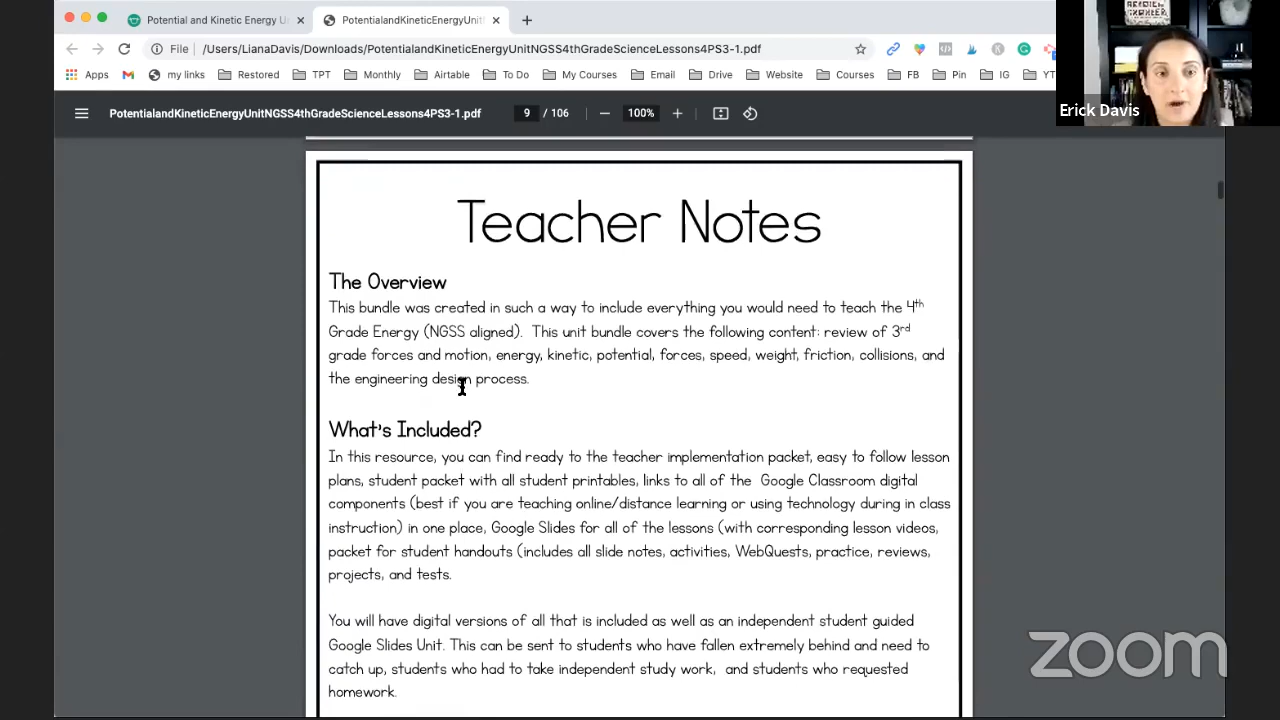 Potential and Kinetic Energy Un
PotentialandKineticEnergyUnit
File
/Users/LianaDavis/Downloads/PotentialandKineticEnergyUnitNGSS4thGradeScienceLessons4PS3-1.pdf
Apps
my links
Restored
TPT
Monthly
Airtable
To Do
My Courses
Email
Drive
Website
Courses
FB
Pin
IG
YT
Erick Davis
PotentialandKineticEnergyUnitNGSS4thGradeScienceLessons4PS3-1.pdf
9 / 106
100%
Teacher Notes
The Overview
This bundle was created in such a way to include everything you would need to teach the 4th
Grade Energy (NGSS aligned). This unit bundle covers the following content: review of 3rd
grade forces and motion, energy, kinetic, potential, forces, speed, weight, friction, collisions, and
the engineering design process.
What's Included?
In this resource, you can find ready to the teacher implementation packet, easy to follow lesson
plans, student packet with all student printables, links to all of the Google Classroom digital
components (best if you are teaching online/distance learning or using technology during in class
instruction) in one place, Google Slides for all of the lessons (with corresponding lesson videos,
packet for student handouts (includes all slide notes, activities, WebQuests, practice, reviews,
projects, and tests.
You will have digital versions of all that is included as well as an independent student guided
Google Slides Unit. This can be sent to students who have fallen extremely behind and need to
catch up, students who had to take independent study work, and students who requested
homework.
zoom